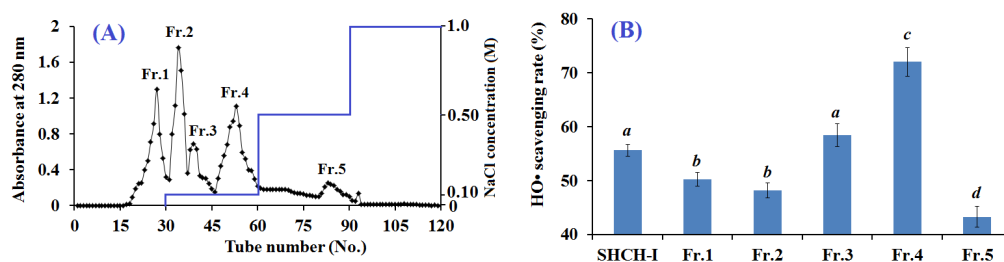 (A)
Absorbance at 280 nm
2
1.6
1.2
0.8
0.4
0
Fr.1
Fr.2
Fr.3
Fr.4
Fr.5
1.0
0.50
0.10
0
NaCl concentration (M)
0 15 30 45 60 75 90 105 120
Tube number (No.)
(B)
HO• scavenging rate (%)
80
70
60
50
40
a
b
b
a
c
d
SHCH-I Fr.1 Fr.2 Fr.3 Fr.4 Fr.5